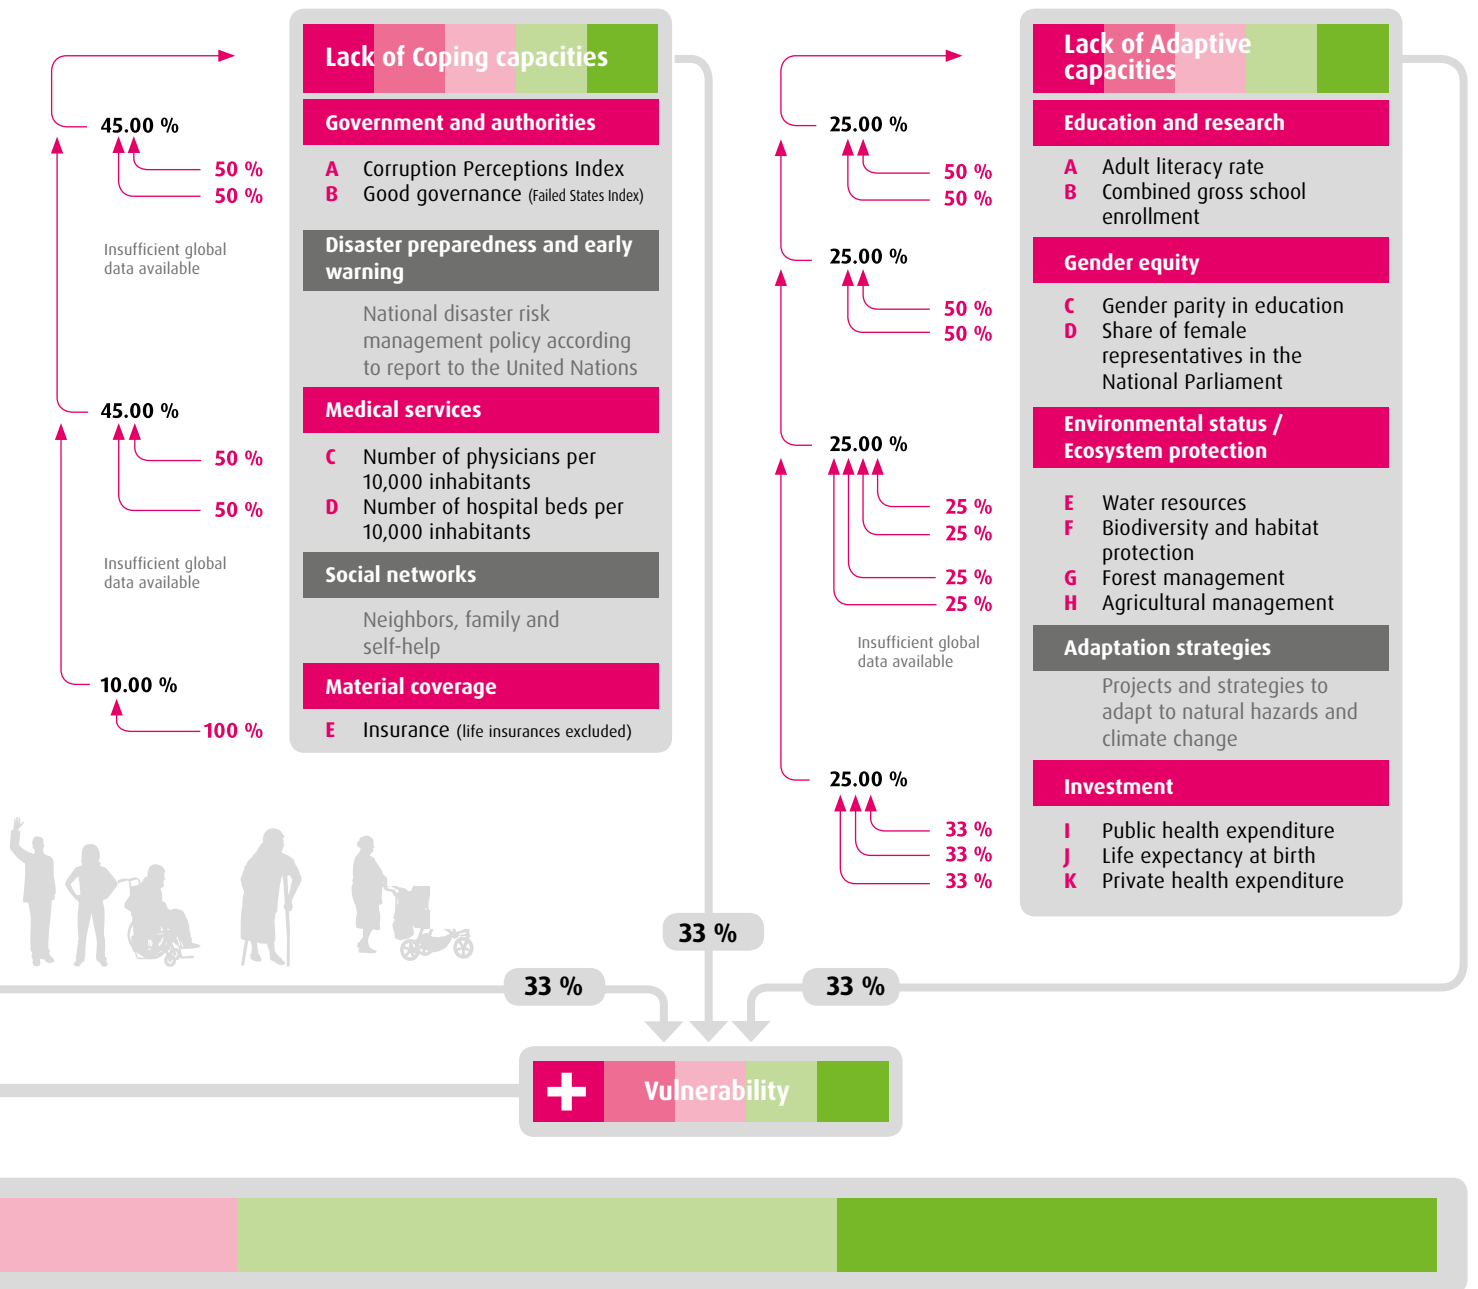 Lack of Coping capacities
45.00 %
Government and authorities
50 %
A Corruption Perceptions Index
50 %
B Good governance (Failed States Index)
Insufficient global
data available
Disaster preparedness and early
warning
National disaster risk
management policy according
to report to the United Nations
45.00 %
Medical services
50 %
C Number of physicians per
10,000 inhabitants
50 %
D Number of hospital beds per
10,000 inhabitants
Insufficient global
data available
Social networks
Neighbors, family and
self-help
10.00 %
Material coverage
100 %
E Insurance (life insurances excluded)
Lack of Adaptive
capacities
25.00 %
Education and research
50 %
A Adult literacy rate
50 %
B Combined gross school
enrollment
25.00 %
Gender equity
50 %
C Gender parity in education
50 %
D Share of female
representatives in the
National Parliament
25.00 %
Environmental status /
Ecosystem protection
25 %
E Water resources
25 %
F Biodiversity and habitat
protection
25 %
G Forest management
25 %
H Agricultural management
Insufficient global
data available
Adaptation strategies
Projects and strategies to
adapt to natural hazards and
climate change
25.00 %
Investment
33 %
I Public health expenditure
33 %
J Life expectancy at birth
33 %
K Private health expenditure
33 %
33 %
33 %
Vulnerability